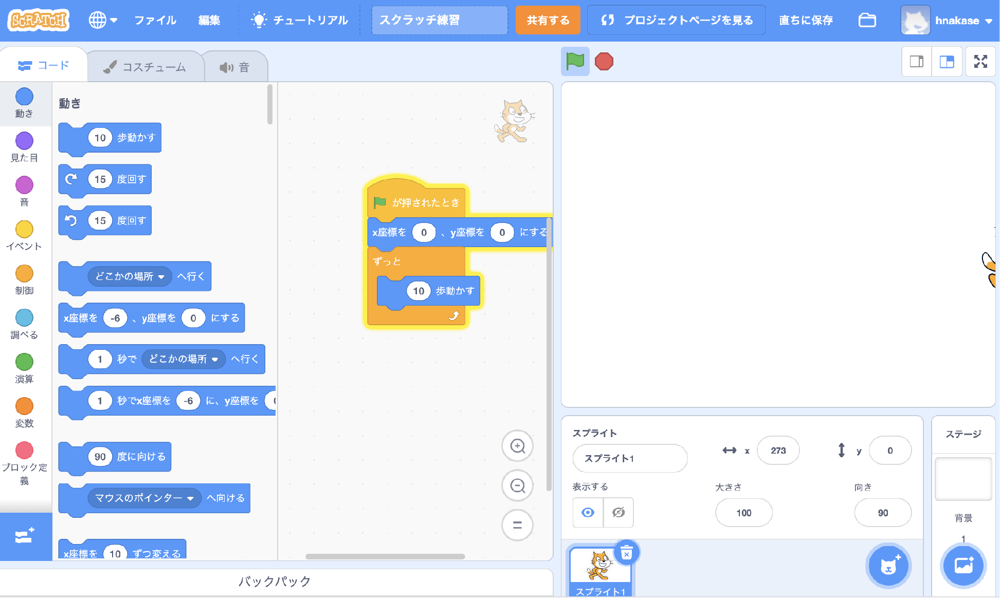 SCRATCH ファイル 編集 チュートリアル スクラッチ練習 共有する プロジェクトページを見る 直ちに保存 hnakase
コード コスチューム 音
動き
見た目
音
イベント
制御
調べる
演算
変数
ブロック定
義
動き
10 歩動かす
15 度回す
15 度回す
どこかの場所 へ行く
x座標を -6 、y座標を 0 にする
1 秒で どこかの場所 へ行く
1 秒でx座標を -6 に、y座標を
90 度に向ける
マウスのポインター へ向ける
x座標を 10 ずつ変える
が押されたとき
x座標を 0 、y座標を 0 にする
ずっと
10 歩動かす
バックパック
スプライト
スプライト1
x 273 y 0
表示する 大きさ 向き
100 90
スプライト1
ステージ
背景
1